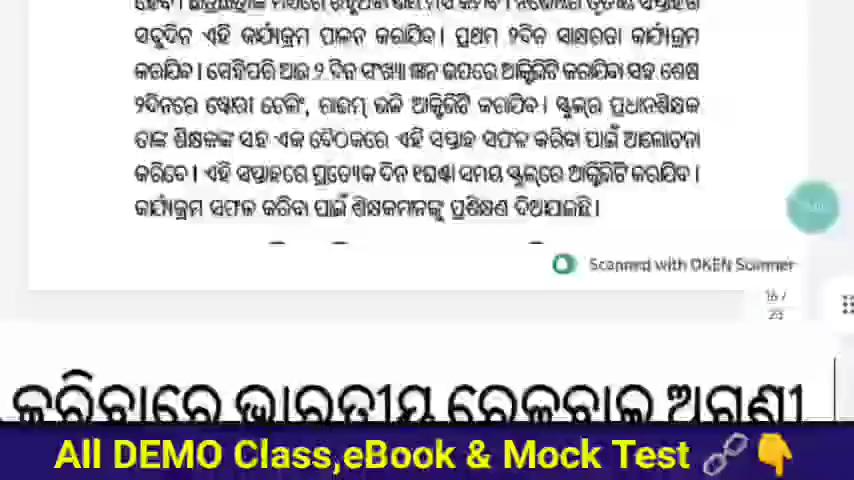 ସବୁଦିନ ଏହି କାର୍ଯ୍ୟକ୍ରମ ପାଳନ କରାଯିବ। ପ୍ରଥମ ୨ଦିନ ସାକ୍ଷରତା କାର୍ଯ୍ୟକ୍ରମ
କରାଯିବ। ସେହିପରି ଆଉ ୨ ଦିନ ସଂଖ୍ୟା ଜ୍ଞାନ ଉପରେ ଆକ୍ଟିଭିଟି କରାଯିବା ସହ ଶେଷ
୨ଦିନରେ ଷ୍ଟୋରୀ ଟେଲିଂ, ରାଇମ୍ ଭଳି ଆକ୍ଟିଭିଟି କରାଯିବ। ସ୍କୁଲ୍‌ର ପ୍ରଧାନଶିକ୍ଷକ
ତାଙ୍କ ଶିକ୍ଷକଙ୍କ ସହ ଏକ ବୈଠକରେ ଏହି ସପ୍ତାହ ସଫଳ କରିବା ପାଇଁ ଆଲୋଚନା
କରିବେ। ଏହି ସପ୍ତାହରେ ପ୍ରତ୍ୟେକ ଦିନ ୧ଘଣ୍ଟା ସମୟ ସ୍କୁଲ୍‌ରେ ଆକ୍ଟିଭିଟି କରାଯିବ।
କାର୍ଯ୍ୟକ୍ରମ ସଫଳ କରିବା ପାଇଁ ଶିକ୍ଷକମାନଙ୍କୁ ପ୍ରଶିକ୍ଷଣ ଦିଆଯାଇଛି।
Scanned with OKEN Scanner
16 /
23
କରିବାରେ ଭାରତୀୟ ରେଳବାଇ ଅଗ୍ରଣୀ
All DEMO Class,eBook & Mock Test 🔗👇